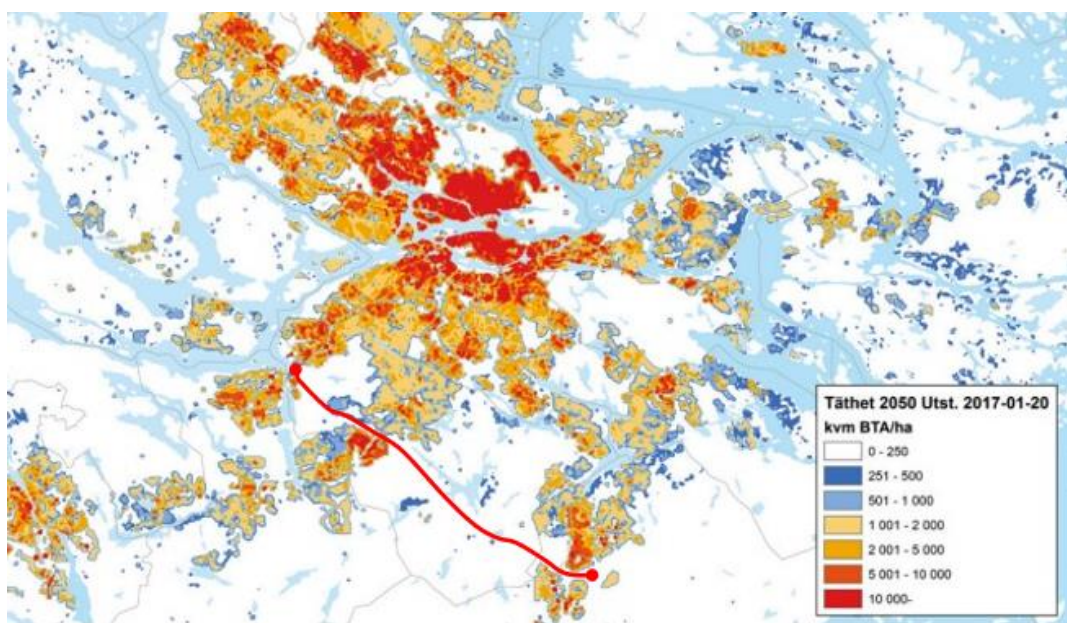 Täthet 2050 Utst. 2017-01-20
kvm BTA/ha
0 - 250
251 - 500
501 - 1 000
1 001 - 2 000
2 001 - 5 000
5 001 - 10 000
10 000-